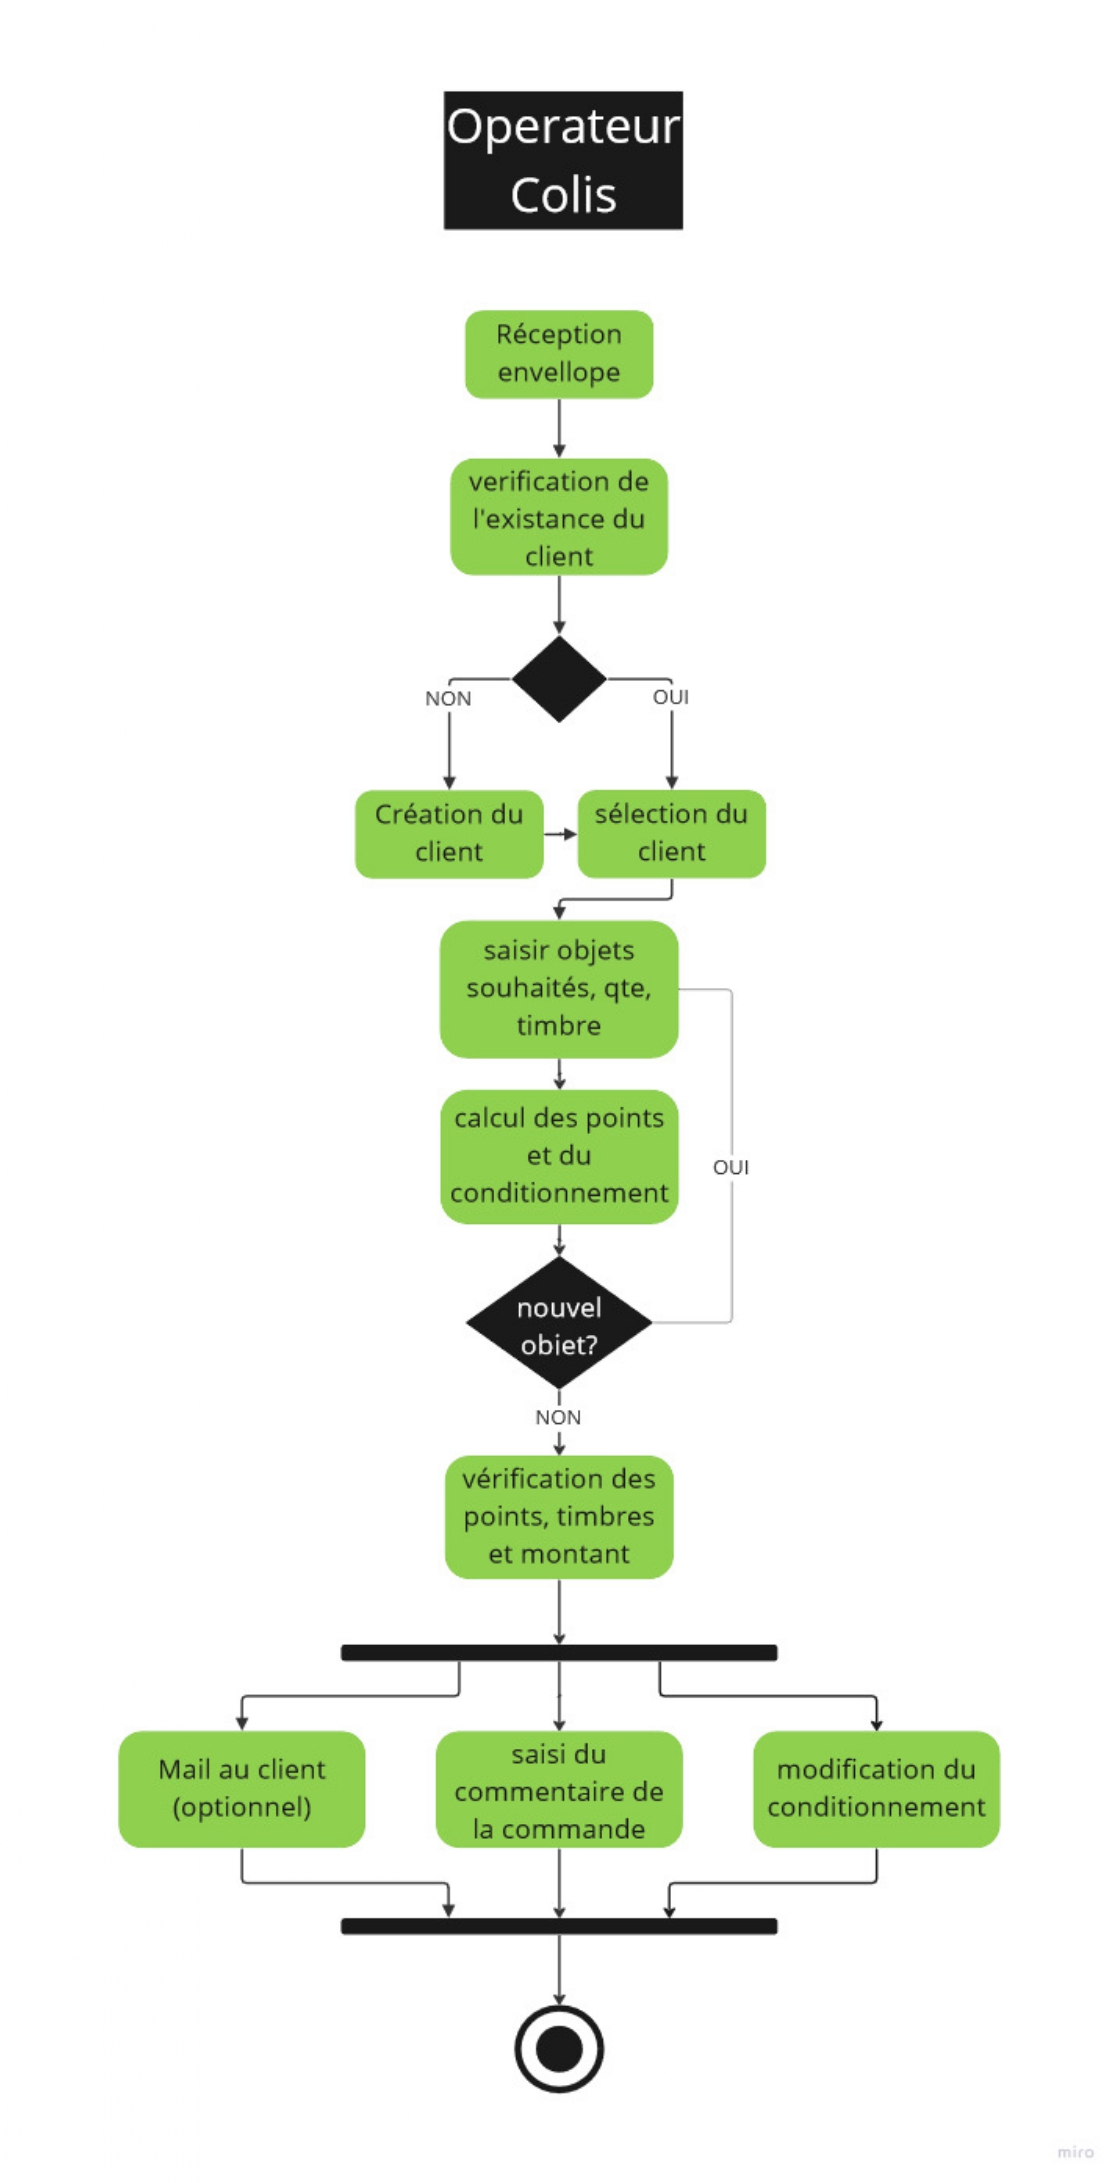 Operateur
Colis
Réception
envellope
verification de
l'existance du
client
NON
OUI
Création du
client
sélection du
client
saisir objets
souhaités, qte,
timbre
calcul des points
et du
conditionnement
OUI
nouvel
objet?
NON
vérification des
points, timbres
et montant
Mail au client
(optionnel)
saisi du
commentaire de
la commande
modification du
conditionnement
miro